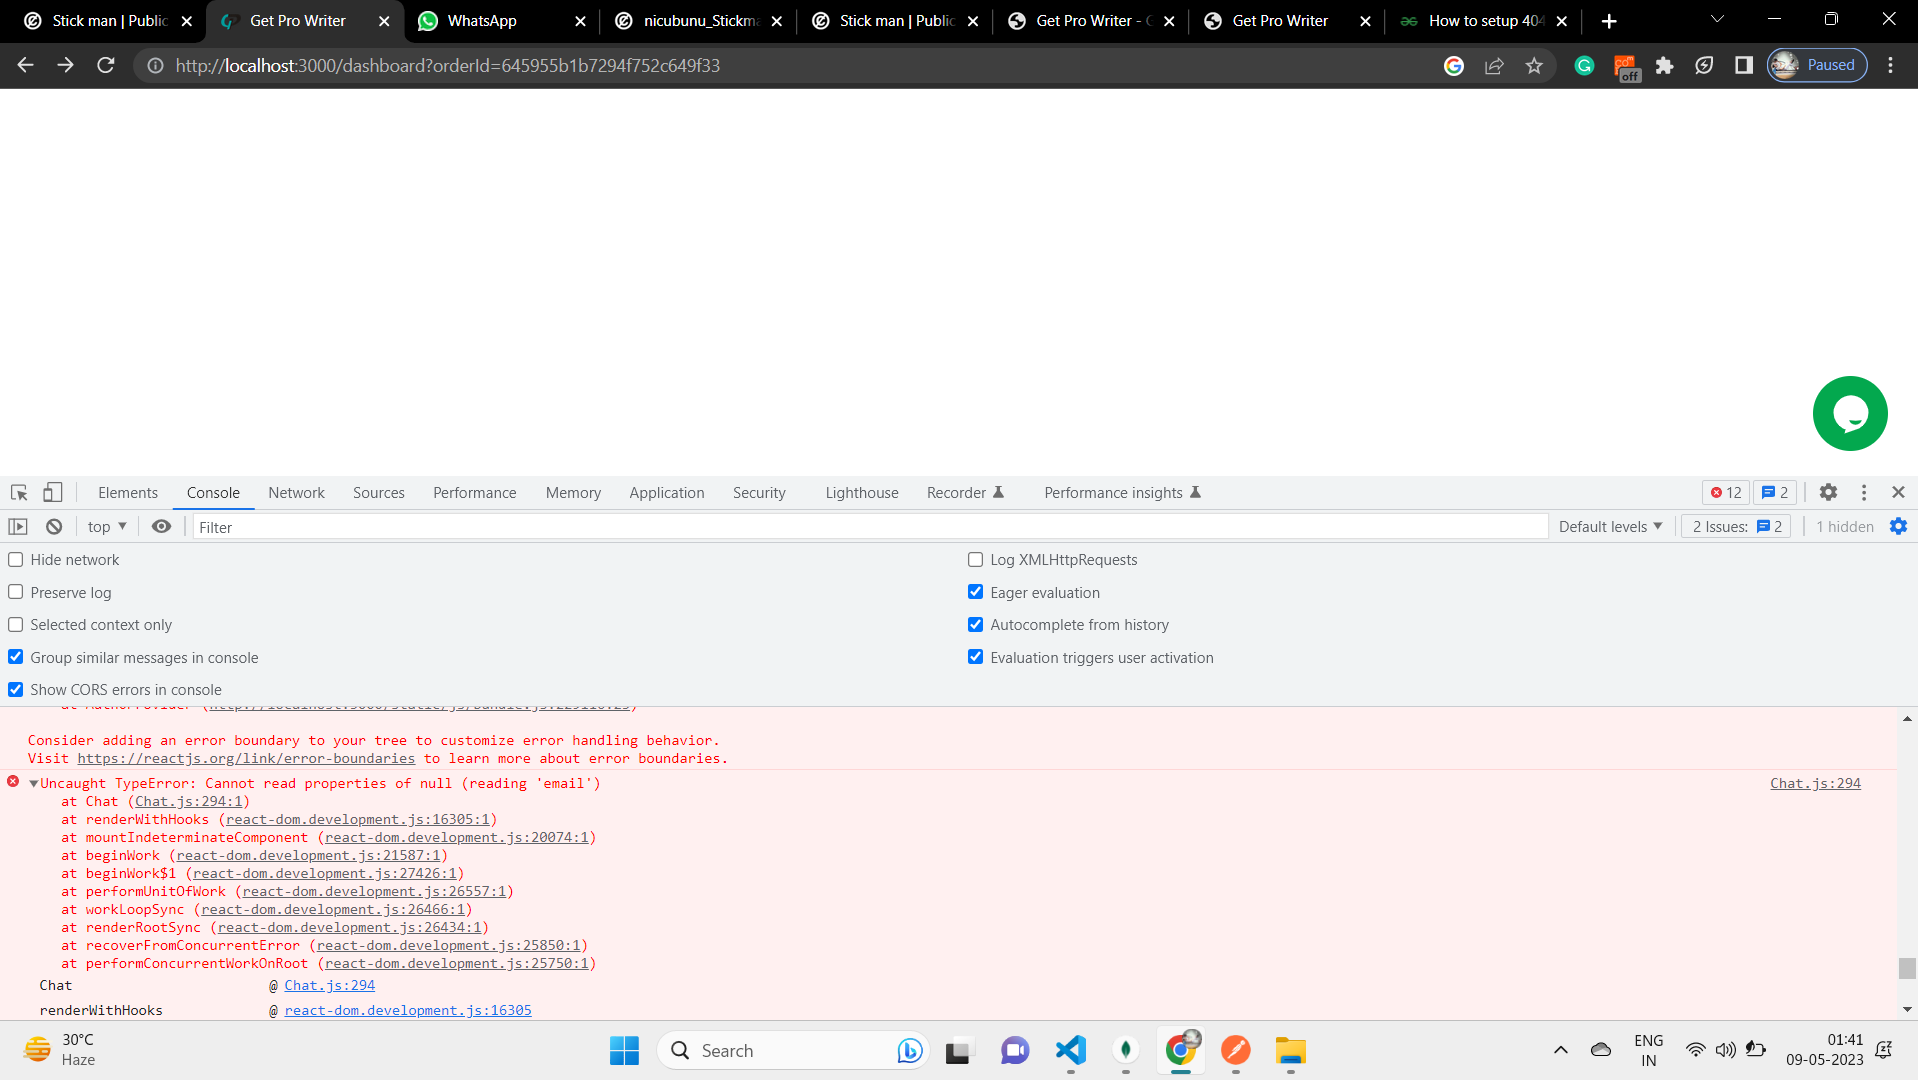 Stick man | Public
Get Pro Writer
WhatsApp
nicubunu_Stickma
Stick man | Public
Get Pro Writer - C
Get Pro Writer
How to setup 404
http://localhost:3000/dashboard?orderId=645955b1b7294f752c649f33
off
Paused
Elements
Console
Network
Sources
Performance
Memory
Application
Security
Lighthouse
Recorder
Performance insights
12
2
top
Filter
Default levels
2 Issues:
2
1 hidden
Hide network
Log XMLHttpRequests
Preserve log
Eager evaluation
Selected context only
Autocomplete from history
Group similar messages in console
Evaluation triggers user activation
Show CORS errors in console
Consider adding an error boundary to your tree to customize error handling behavior.
Visit https://reactjs.org/link/error-boundaries to learn more about error boundaries.
Uncaught TypeError: Cannot read properties of null (reading 'email')
Chat.js:294
at Chat (Chat.js:294:1)
at renderWithHooks (react-dom.development.js:16305:1)
at mountIndeterminateComponent (react-dom.development.js:20074:1)
at beginWork (react-dom.development.js:21587:1)
at beginWork$1 (react-dom.development.js:27426:1)
at performUnitOfWork (react-dom.development.js:26557:1)
at workLoopSync (react-dom.development.js:26466:1)
at renderRootSync (react-dom.development.js:26434:1)
at recoverFromConcurrentError (react-dom.development.js:25850:1)
at performConcurrentWorkOnRoot (react-dom.development.js:25750:1)
Chat @ Chat.js:294
renderWithHooks @ react-dom.development.js:16305
30°C
Haze
Search
ENG
IN
01:41
09-05-2023